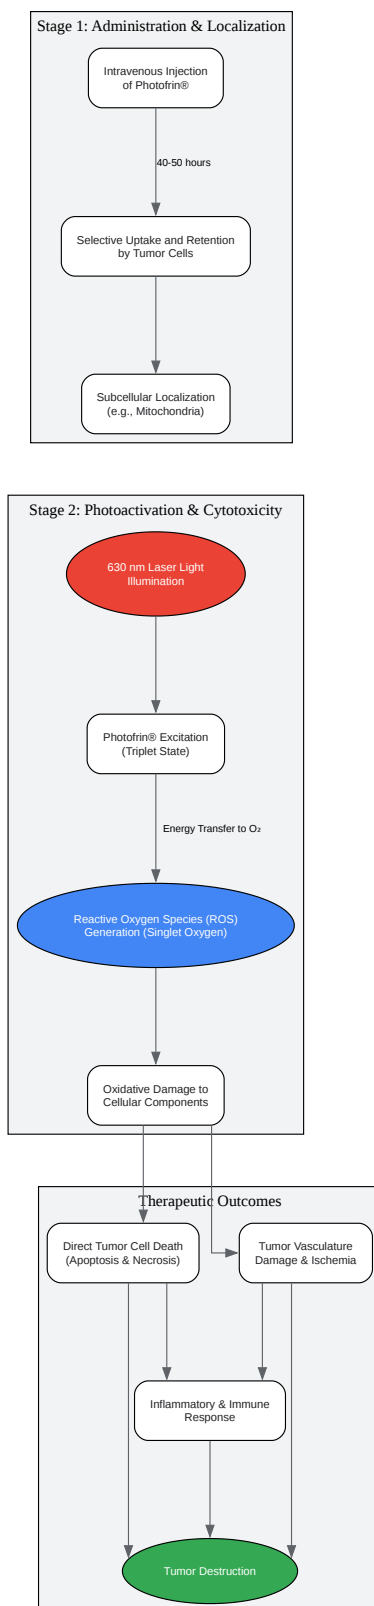 Stage 1: Administration & Localization
Intravenous Injection
of Photofrin®
40-50 hours
Selective Uptake and Retention
by Tumor Cells
Subcellular Localization
(e.g., Mitochondria)
Stage 2: Photoactivation & Cytotoxicity
630 nm Laser Light
Illumination
Photofrin® Excitation
(Triplet State)
Energy Transfer to O₂
Reactive Oxygen Species (ROS)
Generation (Singlet Oxygen)
Oxidative Damage to
Cellular Components
Therapeutic Outcomes
Direct Tumor Cell Death
(Apoptosis & Necrosis)
Tumor Vasculature
Damage & Ischemia
Inflammatory & Immune
Response
Tumor Destruction